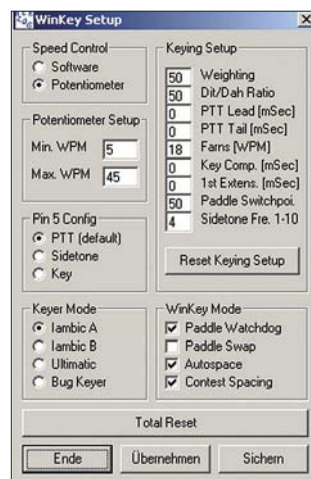 WinKey Setup
Speed Control
Software
Potentiometer
Potentiometer Setup
Min. WPM 5
Max. WPM 45
Pin 5 Config
PTT (default)
Sidetone
Key
Keyer Mode
Iambic A
Iambic B
Ultimatic
Bug Keyer
Keying Setup
50 Weighting
50 Dit/Dah Ratio
0 PTT Lead [mSec]
0 PTT Tail [mSec]
18 Farns [WPM]
0 Key Comp. [mSec]
0 1st Extens. [mSec]
50 Paddle Switchpoi.
4 Sidetone Fre. 1-10
Reset Keying Setup
WinKey Mode
Paddle Watchdog
Paddle Swap
Autospace
Contest Spacing
Total Reset
Ende Übernehmen Sichern